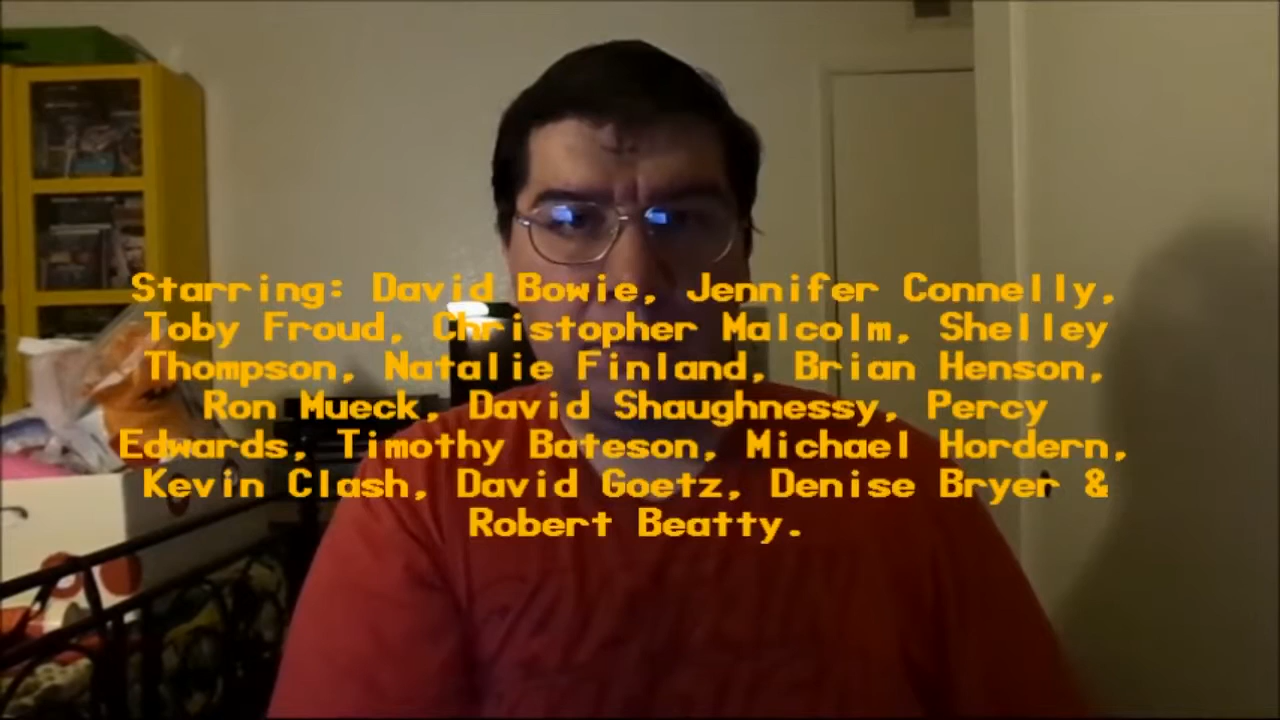 Starring: David Bowie, Jennifer Connelly,
Toby Froud, Christopher Malcolm, Shelley
Thompson, Natalie Finland, Brian Henson,
Ron Mueck, David Shaughnessy, Percy
Edwards, Timothy Bateson, Michael Hordern,
Kevin Clash, David Goetz, Denise Bryer &
Robert Beatty.